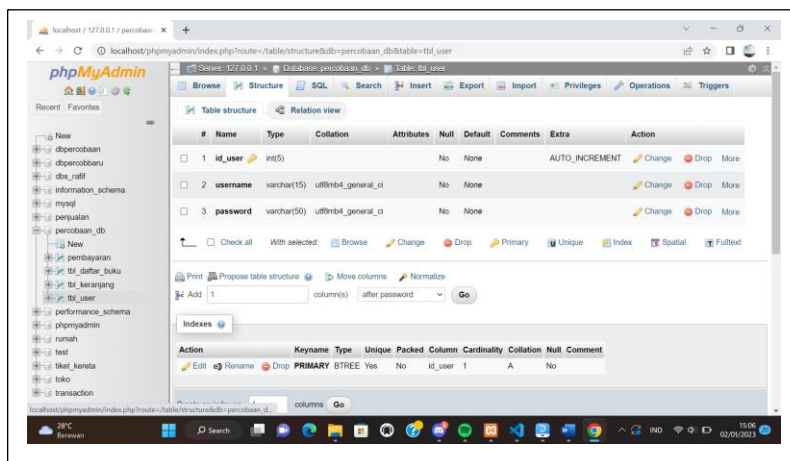 localhost / 127.0.0.1 / percobaan
localhost/phpmyadmin/index.php?route=/table/structure&db=percobaan_db&table=tbl_user
phpMyAdmin
Recent Favorites
New
dbpercobaan
dbpercobbaru
dbs_rafif
information_schema
mysql
penjualan
percobaan_db
New
pembayaran
tbl_daftar_buku
tbl_keranjang
tbl_user
performance_schema
phpmyadmin
rumah
test
tiket_kereta
toko
transaction
Server: 127.0.0.1 » Database: percobaan_db » Table: tbl_user
Browse Structure SQL Search Insert Export Import Privileges Operations Triggers
Table structure Relation view
# Name Type Collation Attributes Null Default Comments Extra Action
1 id_user int(5) No None AUTO_INCREMENT Change Drop More
2 username varchar(15) utf8mb4_general_ci No None Change Drop More
3 password varchar(50) utf8mb4_general_ci No None Change Drop More
Check all With selected: Browse Change Drop Primary Unique Index Spatial Fulltext
Print Propose table structure Move columns Normalize
Add 1 column(s) after password Go
Indexes
Action Keyname Type Unique Packed Column Cardinality Collation Null Comment
Edit Rename Drop PRIMARY BTREE Yes No id_user 1 A No
columns Go
localhost/phpmyadmin/index.php?route=/table/structure&db=percobaan_d...
28°C
Berawan
Search
IND
15.06
02/01/2023